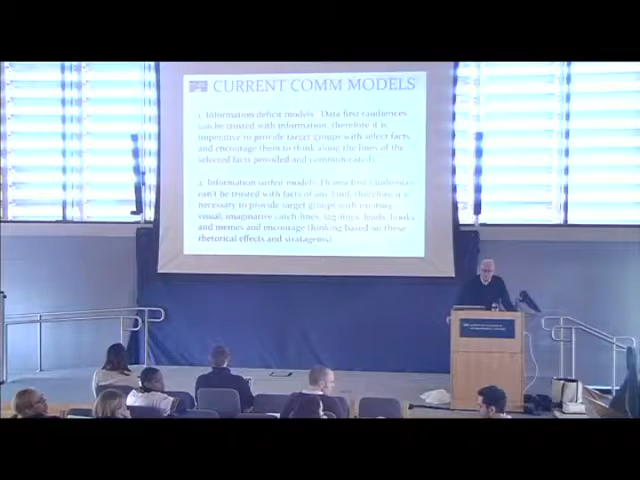 CURRENT COMM MODELS
1. Information deficit models. (Data first: audiences
can be trusted with information, therefore it is
imperative to provide target groups with select facts
and encourage them to think along the lines of the
selected facts provided and communicated)
2. Information surfeit models. (Drama first: audiences
can't be trusted with facts of any kind, therefore it is
necessary to provide target groups with exciting
visual, imaginative catch-lines, tag-lines, leads, hooks
and memes and encourage thinking based on these
rhetorical effects and stratagems)